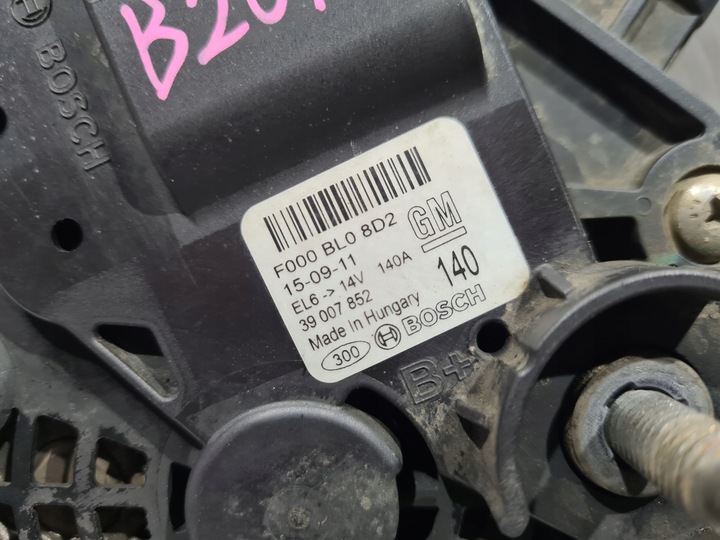 BOSCH
F000 BL0 8D2
15-09-11
EL6 -> 14V 140A
39 007 852
Made In Hungary
300 BOSCH
GM
140
B+